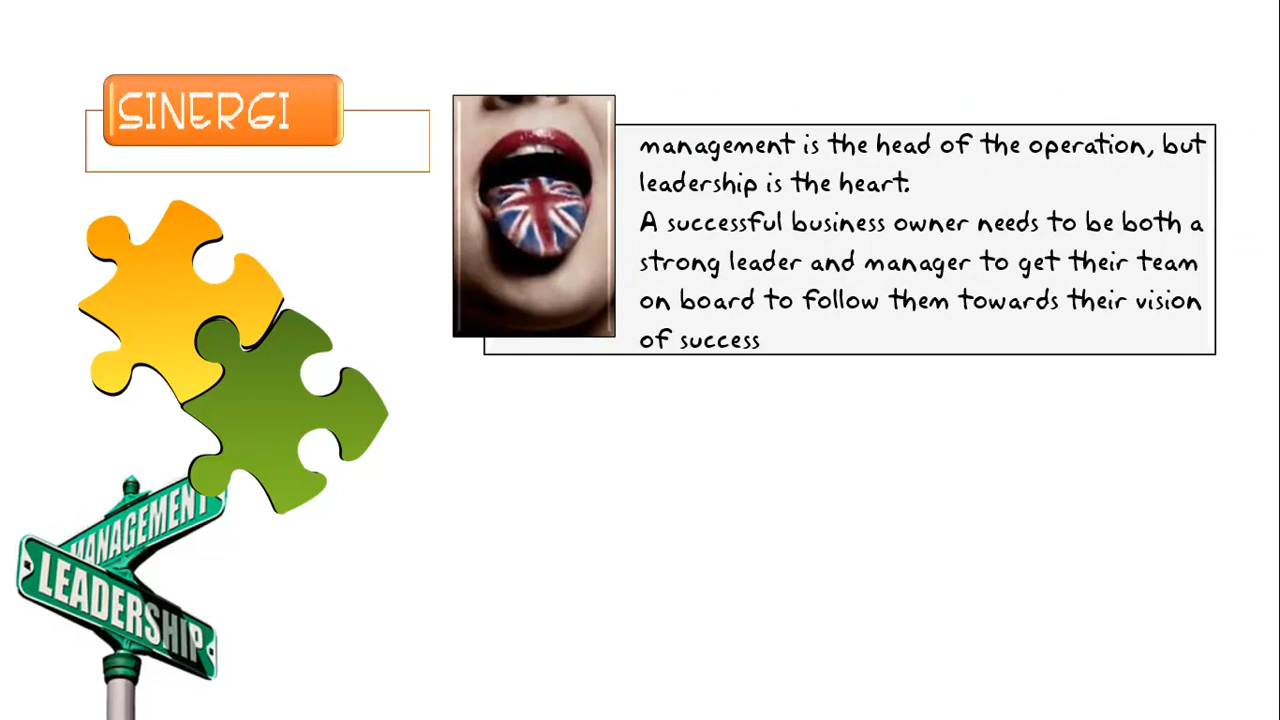 SINERGI
management is the head of the operation, but
leadership is the heart.
A successful business owner needs to be both a
strong leader and manager to get their team
on board to follow them towards their vision
of success
MANAGEMENT
LEADERSHIP